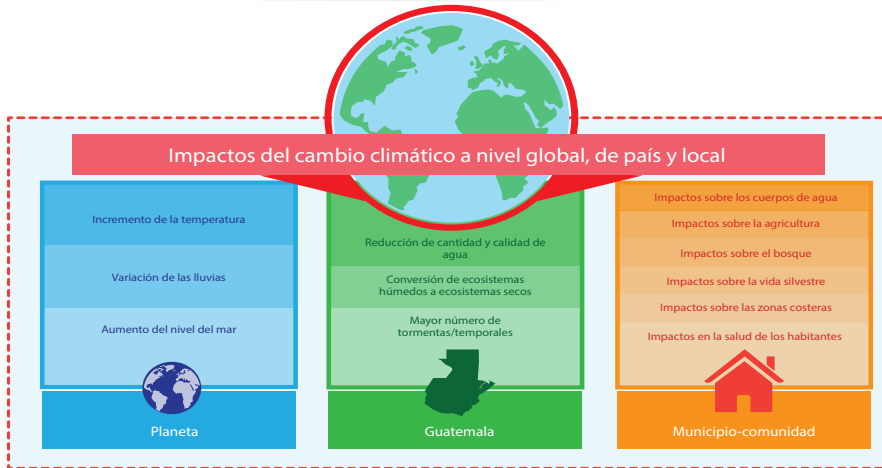 Impactos del cambio climático a nivel global, de país y local
Incremento de la temperatura
Variación de las lluvias
Aumento del nivel del mar
Planeta
Reducción de cantidad y calidad de
agua
Conversión de ecosistemas
húmedos a ecosistemas secos
Mayor número de
tormentas/temporales
Guatemala
Impactos sobre los cuerpos de agua
Impactos sobre la agricultura
Impactos sobre el bosque
Impactos sobre la vida silvestre
Impactos sobre las zonas costeras
Impactos en la salud de los habitantes
Municipio-comunidad